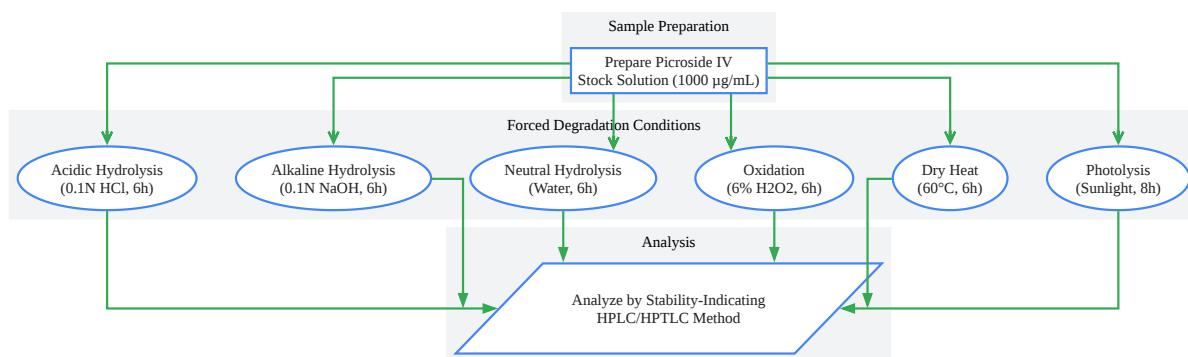 Sample Preparation
Prepare Picroside IV
Stock Solution (1000 µg/mL)
Forced Degradation Conditions
Acidic Hydrolysis
(0.1N HCl, 6h)
Alkaline Hydrolysis
(0.1N NaOH, 6h)
Neutral Hydrolysis
(Water, 6h)
Oxidation
(6% H2O2, 6h)
Dry Heat
(60°C, 6h)
Photolysis
(Sunlight, 8h)
Analysis
Analyze by Stability-Indicating
HPLC/HPTLC Method